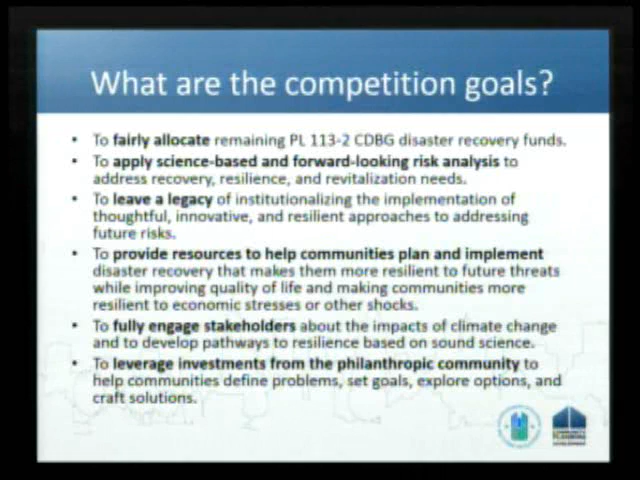 What are the competition goals?
• To fairly allocate remaining PL 113-2 CDBG disaster recovery funds.
• To apply science-based and forward-looking risk analysis to
address recovery, resilience, and revitalization needs.
• To leave a legacy of institutionalizing the implementation of
thoughtful, innovative, and resilient approaches to addressing
future risks.
• To provide resources to help communities plan and implement
disaster recovery that makes them more resilient to future threats
while improving quality of life and making communities more
resilient to economic stresses or other shocks.
• To fully engage stakeholders about the impacts of climate change
and to develop pathways to resilience based on sound science.
• To leverage investments from the philanthropic community to
help communities define problems, set goals, explore options, and
craft solutions.
COMMUNITY
PLANNING
DEVELOPMENT